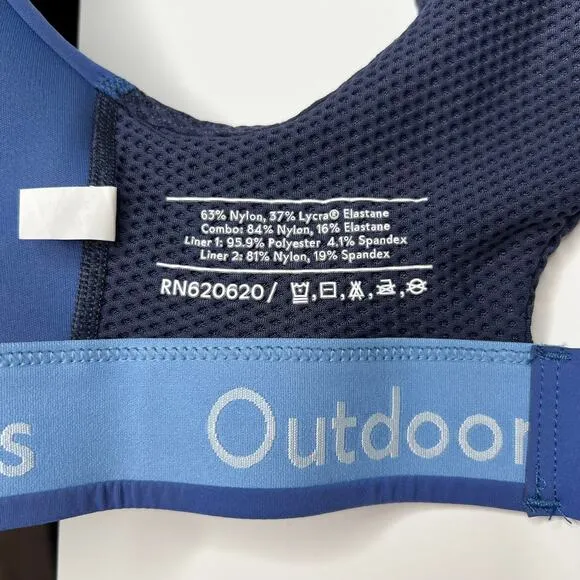 63% Nylon, 37% Lycra® Elastane
Combo: 84% Nylon, 16% Elastane
Liner 1: 95.9% Polyester 4.1% Spandex
Liner 2: 81% Nylon, 19% Spandex
RN620620/
s Outdoor